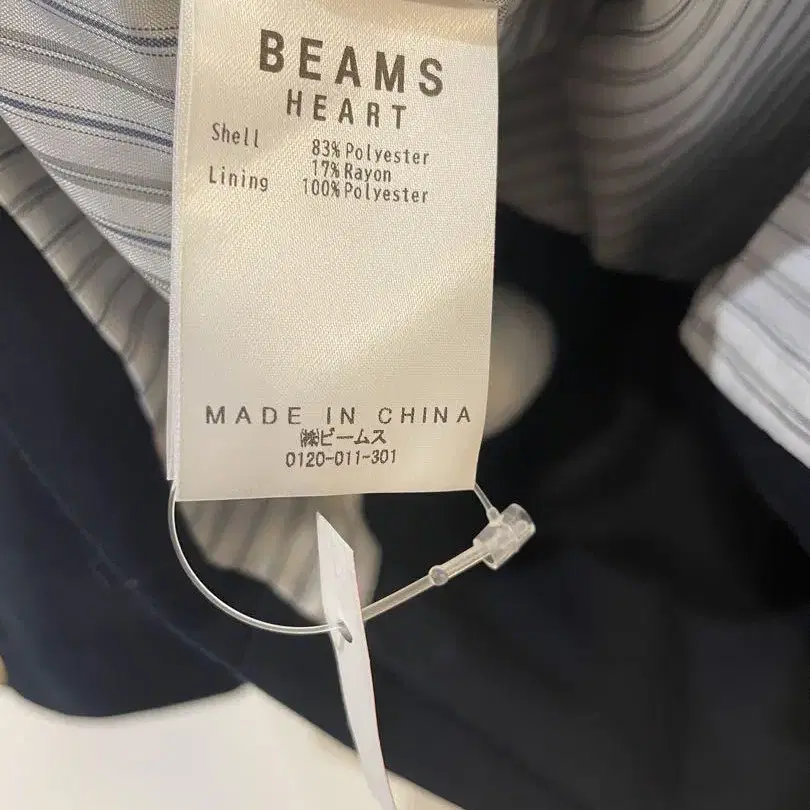 BEAMS
HEART
Shell 83% Polyester
17% Rayon
Lining 100% Polyester
MADE IN CHINA
㈱ビームス
0120-011-301